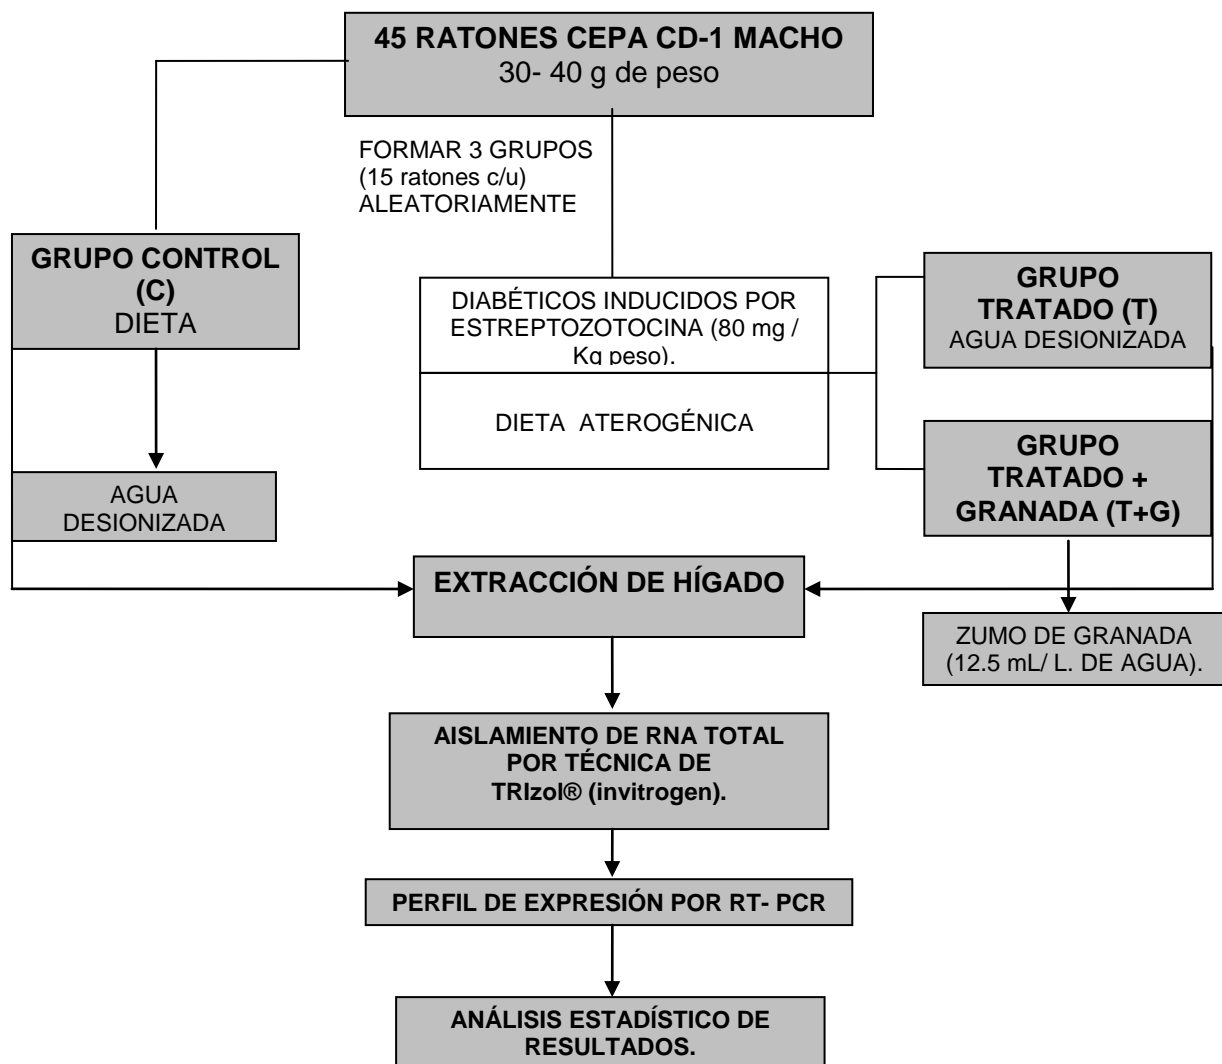 45 RATONES CEPA CD-1 MACHO
30- 40 g de peso
FORMAR 3 GRUPOS
(15 ratones c/u)
ALEATORIAMENTE
GRUPO CONTROL
(C)
DIETA
AGUA
DESIONIZADA
DIABÉTICOS INDUCIDOS POR
ESTREPTOZOTOCINA (80 mg /
Kg peso).
DIETA ATEROGÉNICA
GRUPO
TRATADO (T)
AGUA DESIONIZADA
GRUPO
TRATADO +
GRANADA (T+G)
ZUMO DE GRANADA
(12.5 mL/ L. DE AGUA).
EXTRACCIÓN DE HÍGADO
AISLAMIENTO DE RNA TOTAL
POR TÉCNICA DE
TRIzol® (invitrogen).
PERFIL DE EXPRESIÓN POR RT- PCR
ANÁLISIS ESTADÍSTICO DE
RESULTADOS.